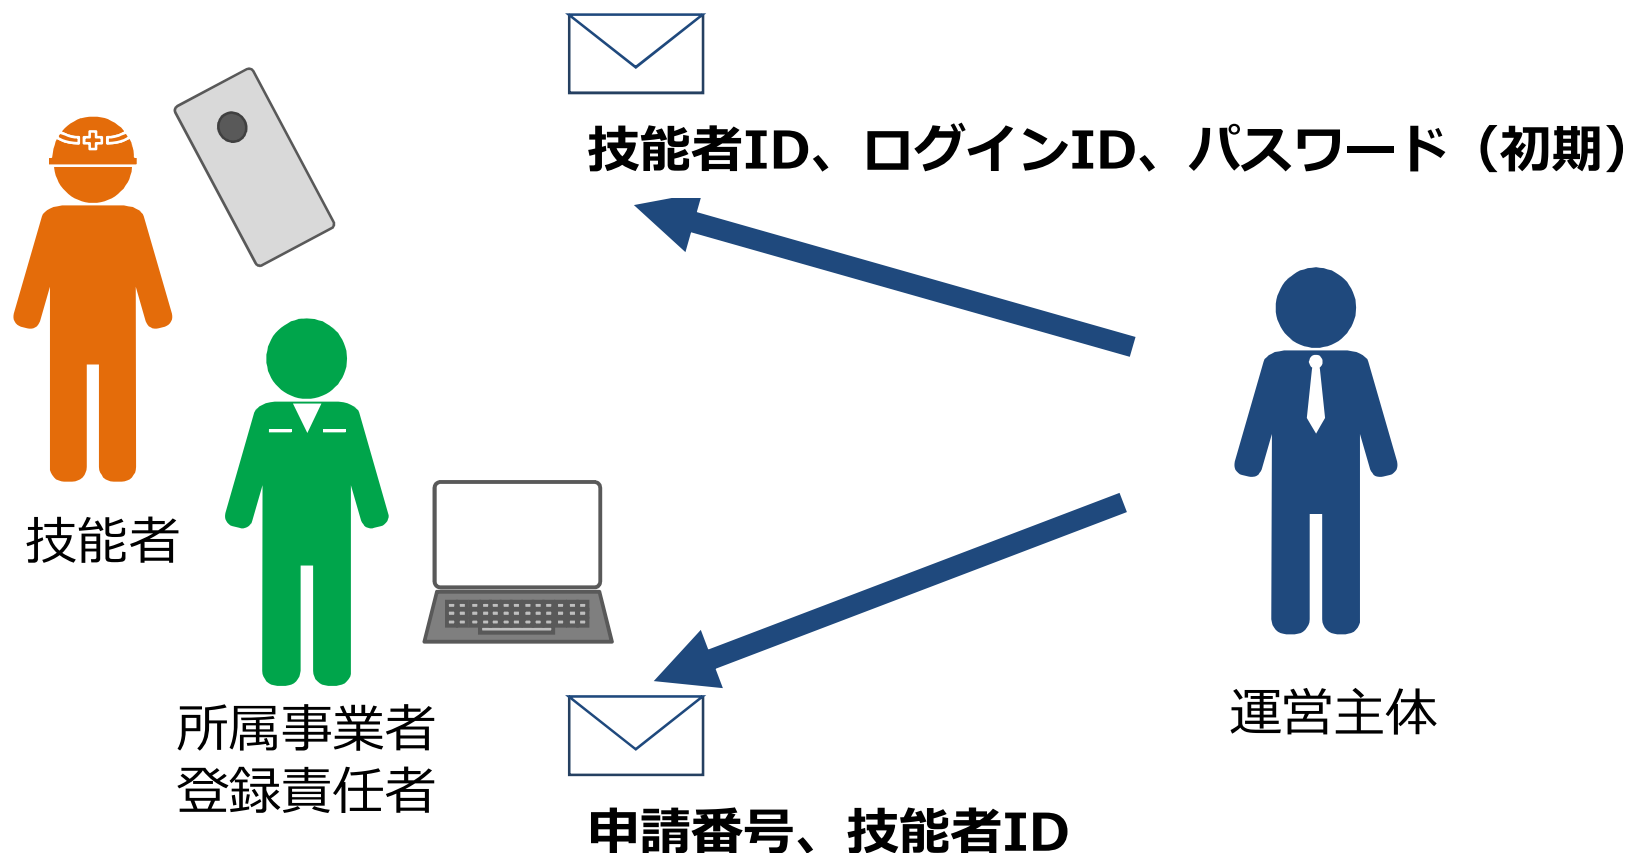 技能者ID、ログインID、パスワード（初期）
技能者
所属事業者
登録責任者
運営主体
申請番号、技能者ID